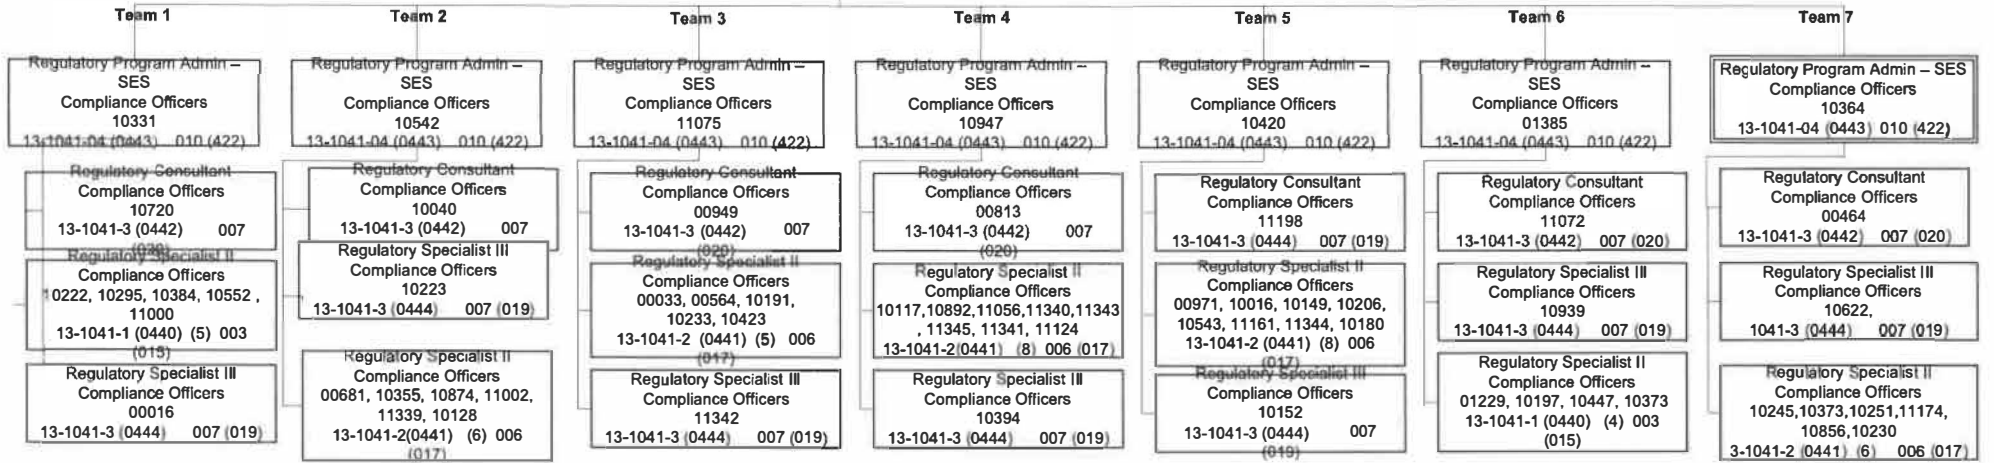 Team 1
Regulatory Program Admin –
SES
Compliance Officers
10331
13-1041-04 (0443) 010 (422)
Regulatory Consultant
Compliance Officers
10720
13-1041-3 (0442) 007
(020)
Regulatory Specialist II
Compliance Officers
10222, 10295, 10384, 10552 ,
11000
13-1041-1 (0440) (5) 003
(015)
Regulatory Specialist III
Compliance Officers
00016
13-1041-3 (0444) 007 (019)
Team 2
Regulatory Program Admin –
SES
Compliance Officers
10542
13-1041-04 (0443) 010 (422)
Regulatory Consultant
Compliance Officers
10040
13-1041-3 (0442) 007
Regulatory Specialist III
Compliance Officers
10223
13-1041-3 (0444) 007 (019)
Regulatory Specialist II
Compliance Officers
00681, 10355, 10874, 11002,
11339, 10128
13-1041-2(0441) (6) 006
(017)
Team 3
Regulatory Program Admin –
SES
Compliance Officers
11075
13-1041-04 (0443) 010 (422)
Regulatory Consultant
Compliance Officers
00949
13-1041-3 (0442) 007
(020)
Regulatory Specialist II
Compliance Officers
00033, 00564, 10191,
10233, 10423
13-1041-2 (0441) (5) 006
(017)
Regulatory Specialist III
Compliance Officers
11342
13-1041-3 (0444) 007 (019)
Team 4
Regulatory Program Admin –
SES
Compliance Officers
10947
13-1041-04 (0443) 010 (422)
Regulatory Consultant
Compliance Officers
00813
13-1041-3 (0442) 007
(020)
Regulatory Specialist II
Compliance Officers
10117,10892,11056,11340,11343
, 11345, 11341, 11124
13-1041-2(0441) (8) 006 (017)
Regulatory Specialist III
Compliance Officers
10394
13-1041-3 (0444) 007 (019)
Team 5
Regulatory Program Admin –
SES
Compliance Officers
10420
13-1041-04 (0443) 010 (422)
Regulatory Consultant
Compliance Officers
11198
13-1041-3 (0444) 007 (019)
Regulatory Specialist II
Compliance Officers
00971, 10016, 10149, 10206,
10543, 11161, 11344, 10180
13-1041-2 (0441) (8) 006
(017)
Regulatory Specialist III
Compliance Officers
10152
13-1041-3 (0444) 007
(019)
Team 6
Regulatory Program Admin –
SES
Compliance Officers
01385
13-1041-04 (0443) 010 (422)
Regulatory Consultant
Compliance Officers
11072
13-1041-3 (0442) 007 (020)
Regulatory Specialist III
Compliance Officers
10939
13-1041-3 (0444) 007 (019)
Regulatory Specialist II
Compliance Officers
01229, 10197, 10447, 10373
13-1041-1 (0440) (4) 003
(015)
Team 7
Regulatory Program Admin – SES
Compliance Officers
10364
13-1041-04 (0443) 010 (422)
Regulatory Consultant
Compliance Officers
00464
13-1041-3 (0442) 007 (020)
Regulatory Specialist III
Compliance Officers
10622,
1041-3 (0444) 007 (019)
Regulatory Specialist II
Compliance Officers
10245,10373,10251,11174,
10856,10230
3-1041-2 (0441) (6) 006 (017)